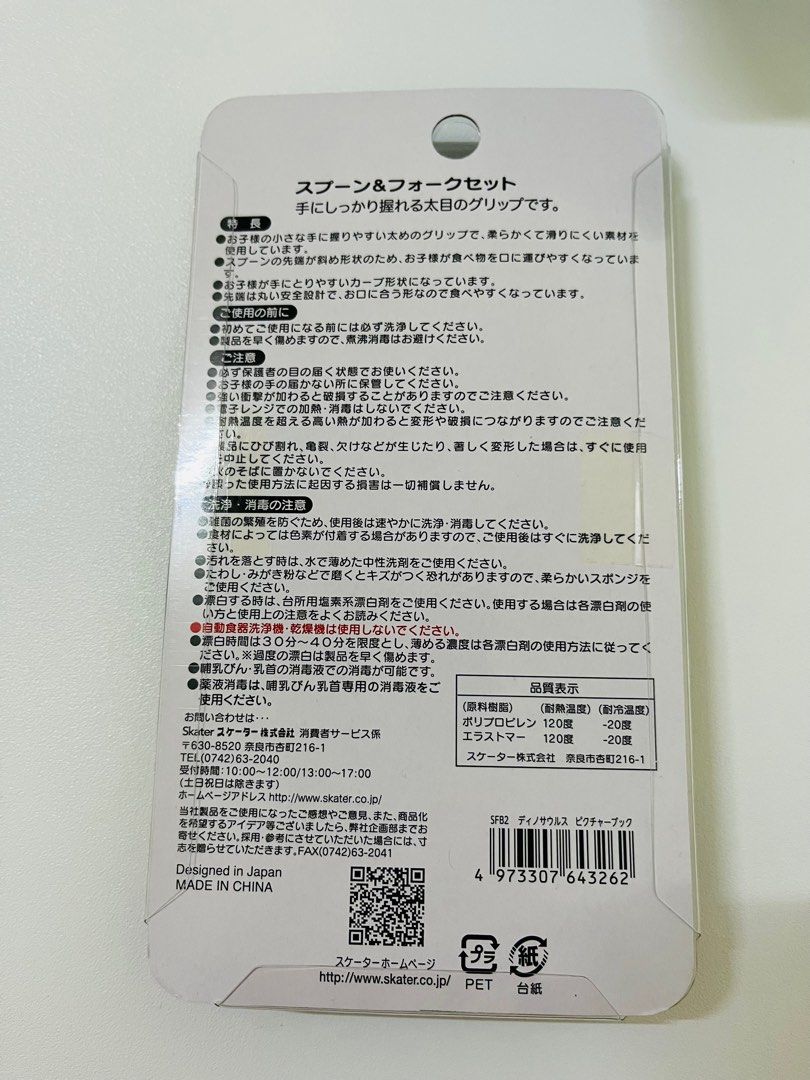 スプーン&フォークセット
手にしっかり握れる太目のグリップです。
特 長
●お子様の小さな手に握りやすい太めのグリップで、柔らかくて滑りにくい素材を
使用しています。
●スプーンの先端が斜め形状のため、お子様が食べ物を口に運びやすくなっていま
す。
●お子様が手にとりやすいカーブ形状になっています。
●先端は丸い安全設計で、お口に合う形なので食べやすくなっています。
ご使用の前に
●初めてご使用になる前には必ず洗浄してください。
●製品を早く傷めますので、煮沸消毒はお避けください。
ご注意
●必ず保護者の目の届く状態でお使いください。
●お子様の手の届かない所に保管してください。
●強い衝撃が加わると破損することがありますのでご注意ください。
●電子レンジでの加熱・消毒はしないでください。
●耐熱温度を超える高い熱が加わると変形や破損につながりますのでご注意くだ
さい。
●製品にひび割れ、亀裂、欠けなどが生じたり、著しく変形した場合は、すぐに使用
を中止してください。
●火のそばに置かないでください。
●誤った使用方法に起因する損害は一切補償しません。
洗浄・消毒の注意
●雑菌の繁殖を防ぐため、使用後は速やかに洗浄・消毒してください。
●食材によっては色素が付着する場合がありますので、ご使用後はすぐに洗浄してくだ
さい。
●汚れを落とす時は、水で薄めた中性洗剤をご使用ください。
●たわし・みがき粉などで磨くとキズがつく恐れがありますので、柔らかいスポンジを
ご使用ください。
●漂白する時は、台所用塩素系漂白剤をご使用ください。使用する場合は各漂白剤の使
い方と使用上の注意をよくお読みください。
●自動食器洗浄機・乾燥機は使用しないでください。
●漂白時間は30分〜40分を限度とし、薄める濃度は各漂白剤の使用方法に従ってく
ださい。※過度の漂白は製品を早く傷めます。
●哺乳びん・乳首の消毒液での消毒が可能です。
●薬液消毒は、哺乳びん乳首専用の消毒液をご
使用ください。
お問い合わせは・・・
Skater スケーター株式会社 消費者サービス係
〒630-8520 奈良市杏町216-1
TEL(0742)63-2040
受付時間:10:00〜12:00/13:00〜17:00
(土日祝日は除きます)
ホームページアドレス http://www.skater.co.jp/
当社製品をご使用になったご感想やご意見、また、商品化
を希望するアイデア等ございましたら、弊社企画部までお
寄せください。採用・参考にさせていただいた場合には、寸
志を贈らせていただきます。FAX(0742)63-2041
Designed in Japan
MADE IN CHINA
品質表示
(原料樹脂) (耐熱温度) (耐冷温度)
ポリプロピレン 120度 -20度
エラストマー 120度 -20度
スケーター株式会社 奈良市杏町216-1
SFB2 ディノサウルス ピクチャーブック
4 973307 643262
スケーターホームページ
http://www.skater.co.jp/
プラ
PET
紙
台紙